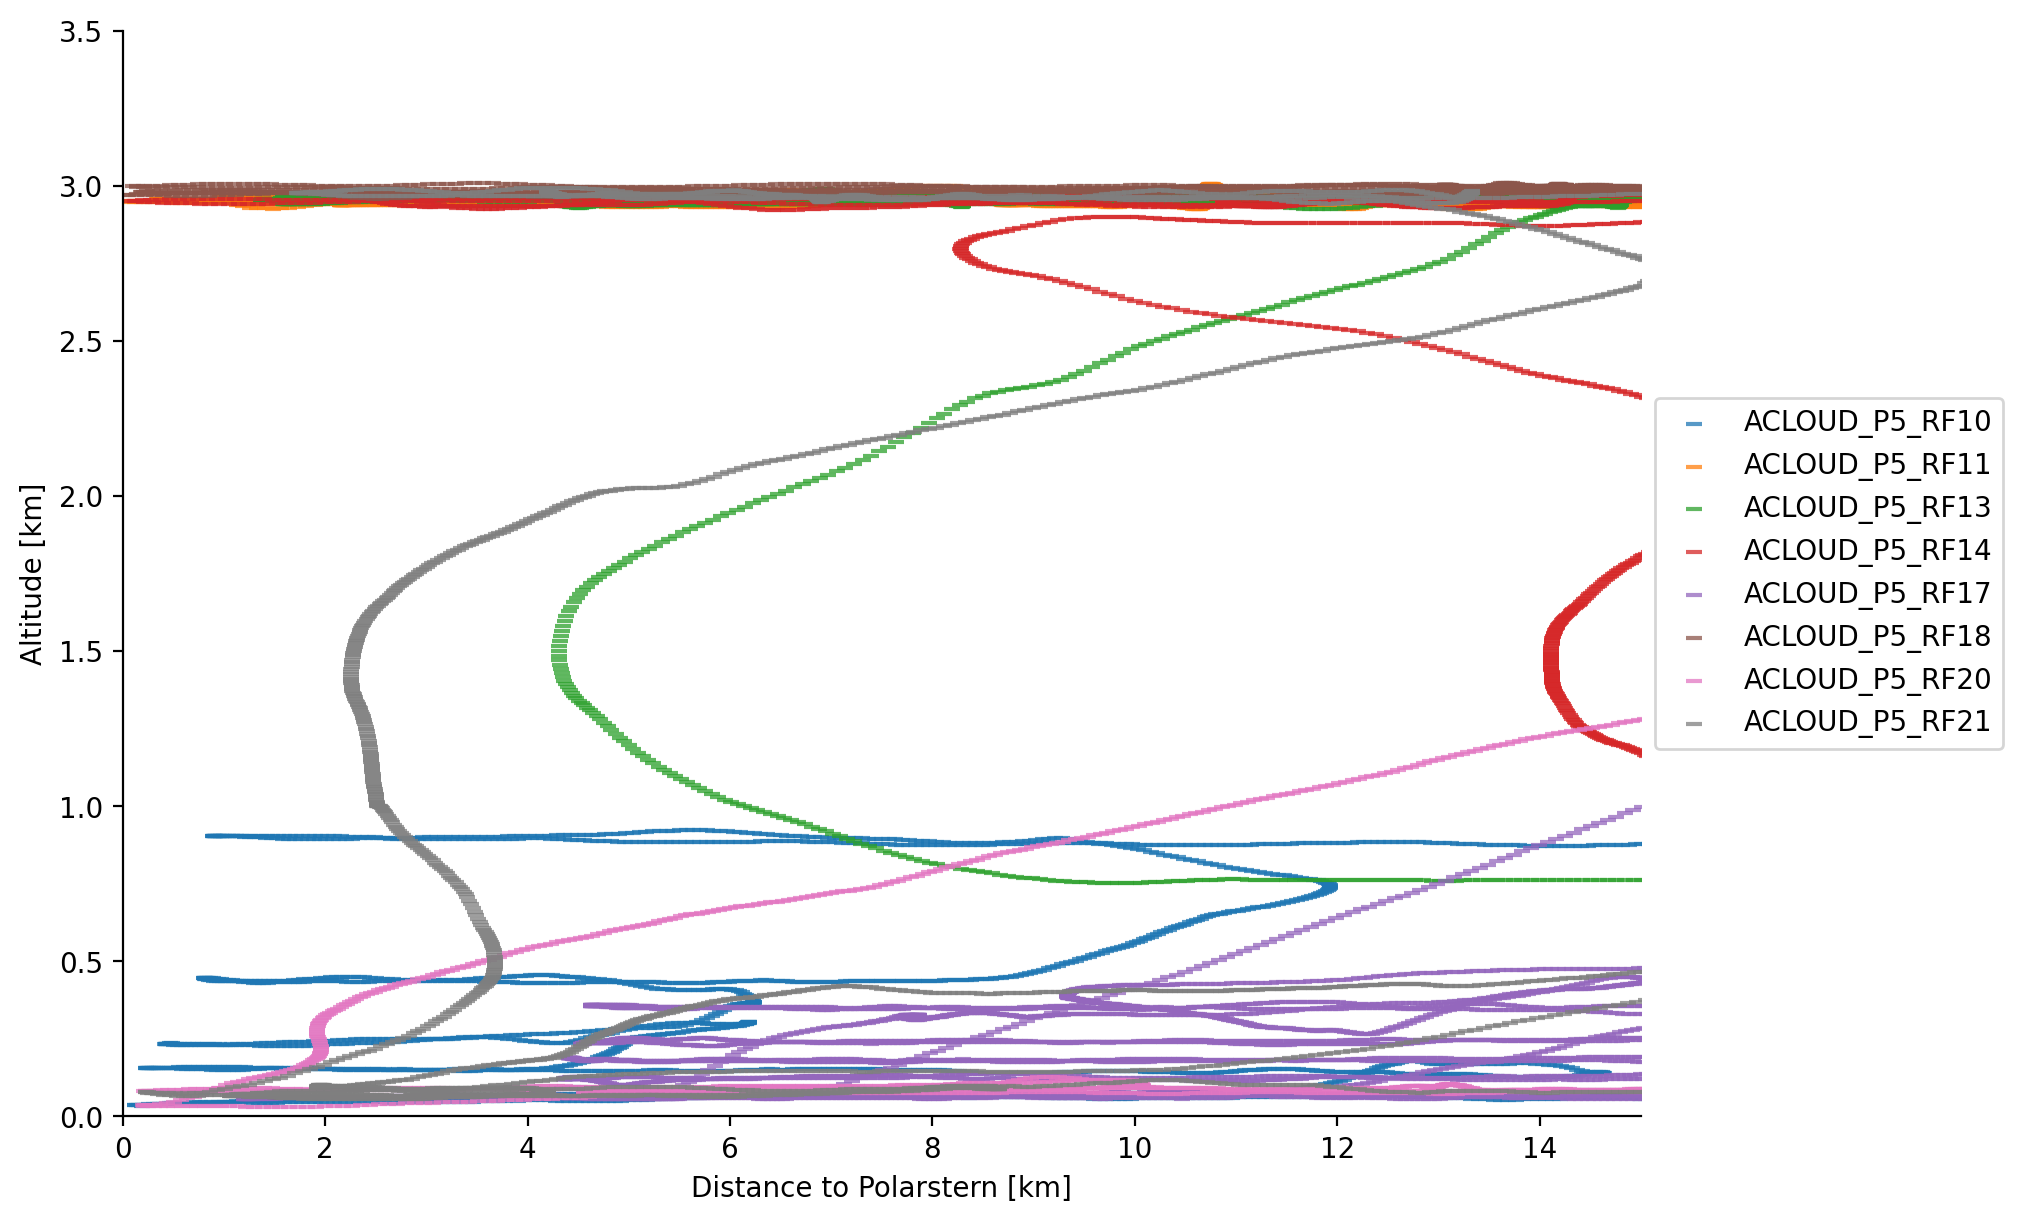 3.5
3.0
2.5
2.0
1.5
1.0
0.5
0.0
Altitude [km]
0 2 4 6 8 10 12 14
Distance to Polarstern [km]
ACLOUD_P5_RF10
ACLOUD_P5_RF11
ACLOUD_P5_RF13
ACLOUD_P5_RF14
ACLOUD_P5_RF17
ACLOUD_P5_RF18
ACLOUD_P5_RF20
ACLOUD_P5_RF21